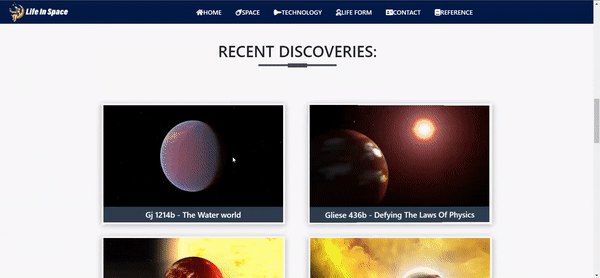 Life In Space
HOME
SPACE
TECHNOLOGY
LIFE FORM
CONTACT
REFERENCE
RECENT DISCOVERIES:
Gj 1214b - The Water world
Gliese 436b - Defying The Laws Of Physics